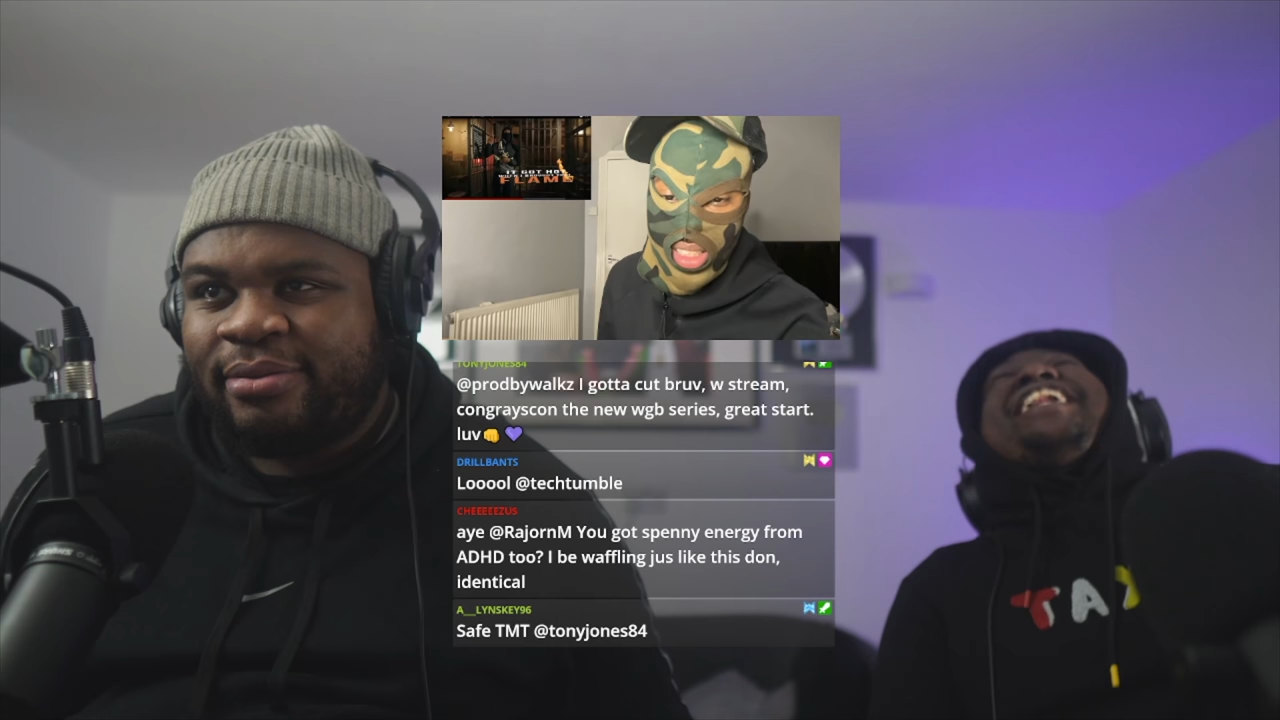 IT GOT HOT
FLAME
TONYJONES84
@prodbywalkz I gotta cut bruv, w stream,
congrayscon the new wgb series, great start.
luv👊 💜
DRILLBANTS
Looool @techtumble
CHEEEEZUS
aye @RajornM You got spenny energy from
ADHD too? I be waffling jus like this don,
identical
A__LYNSKEY96
Safe TMT @tonyjones84
TA